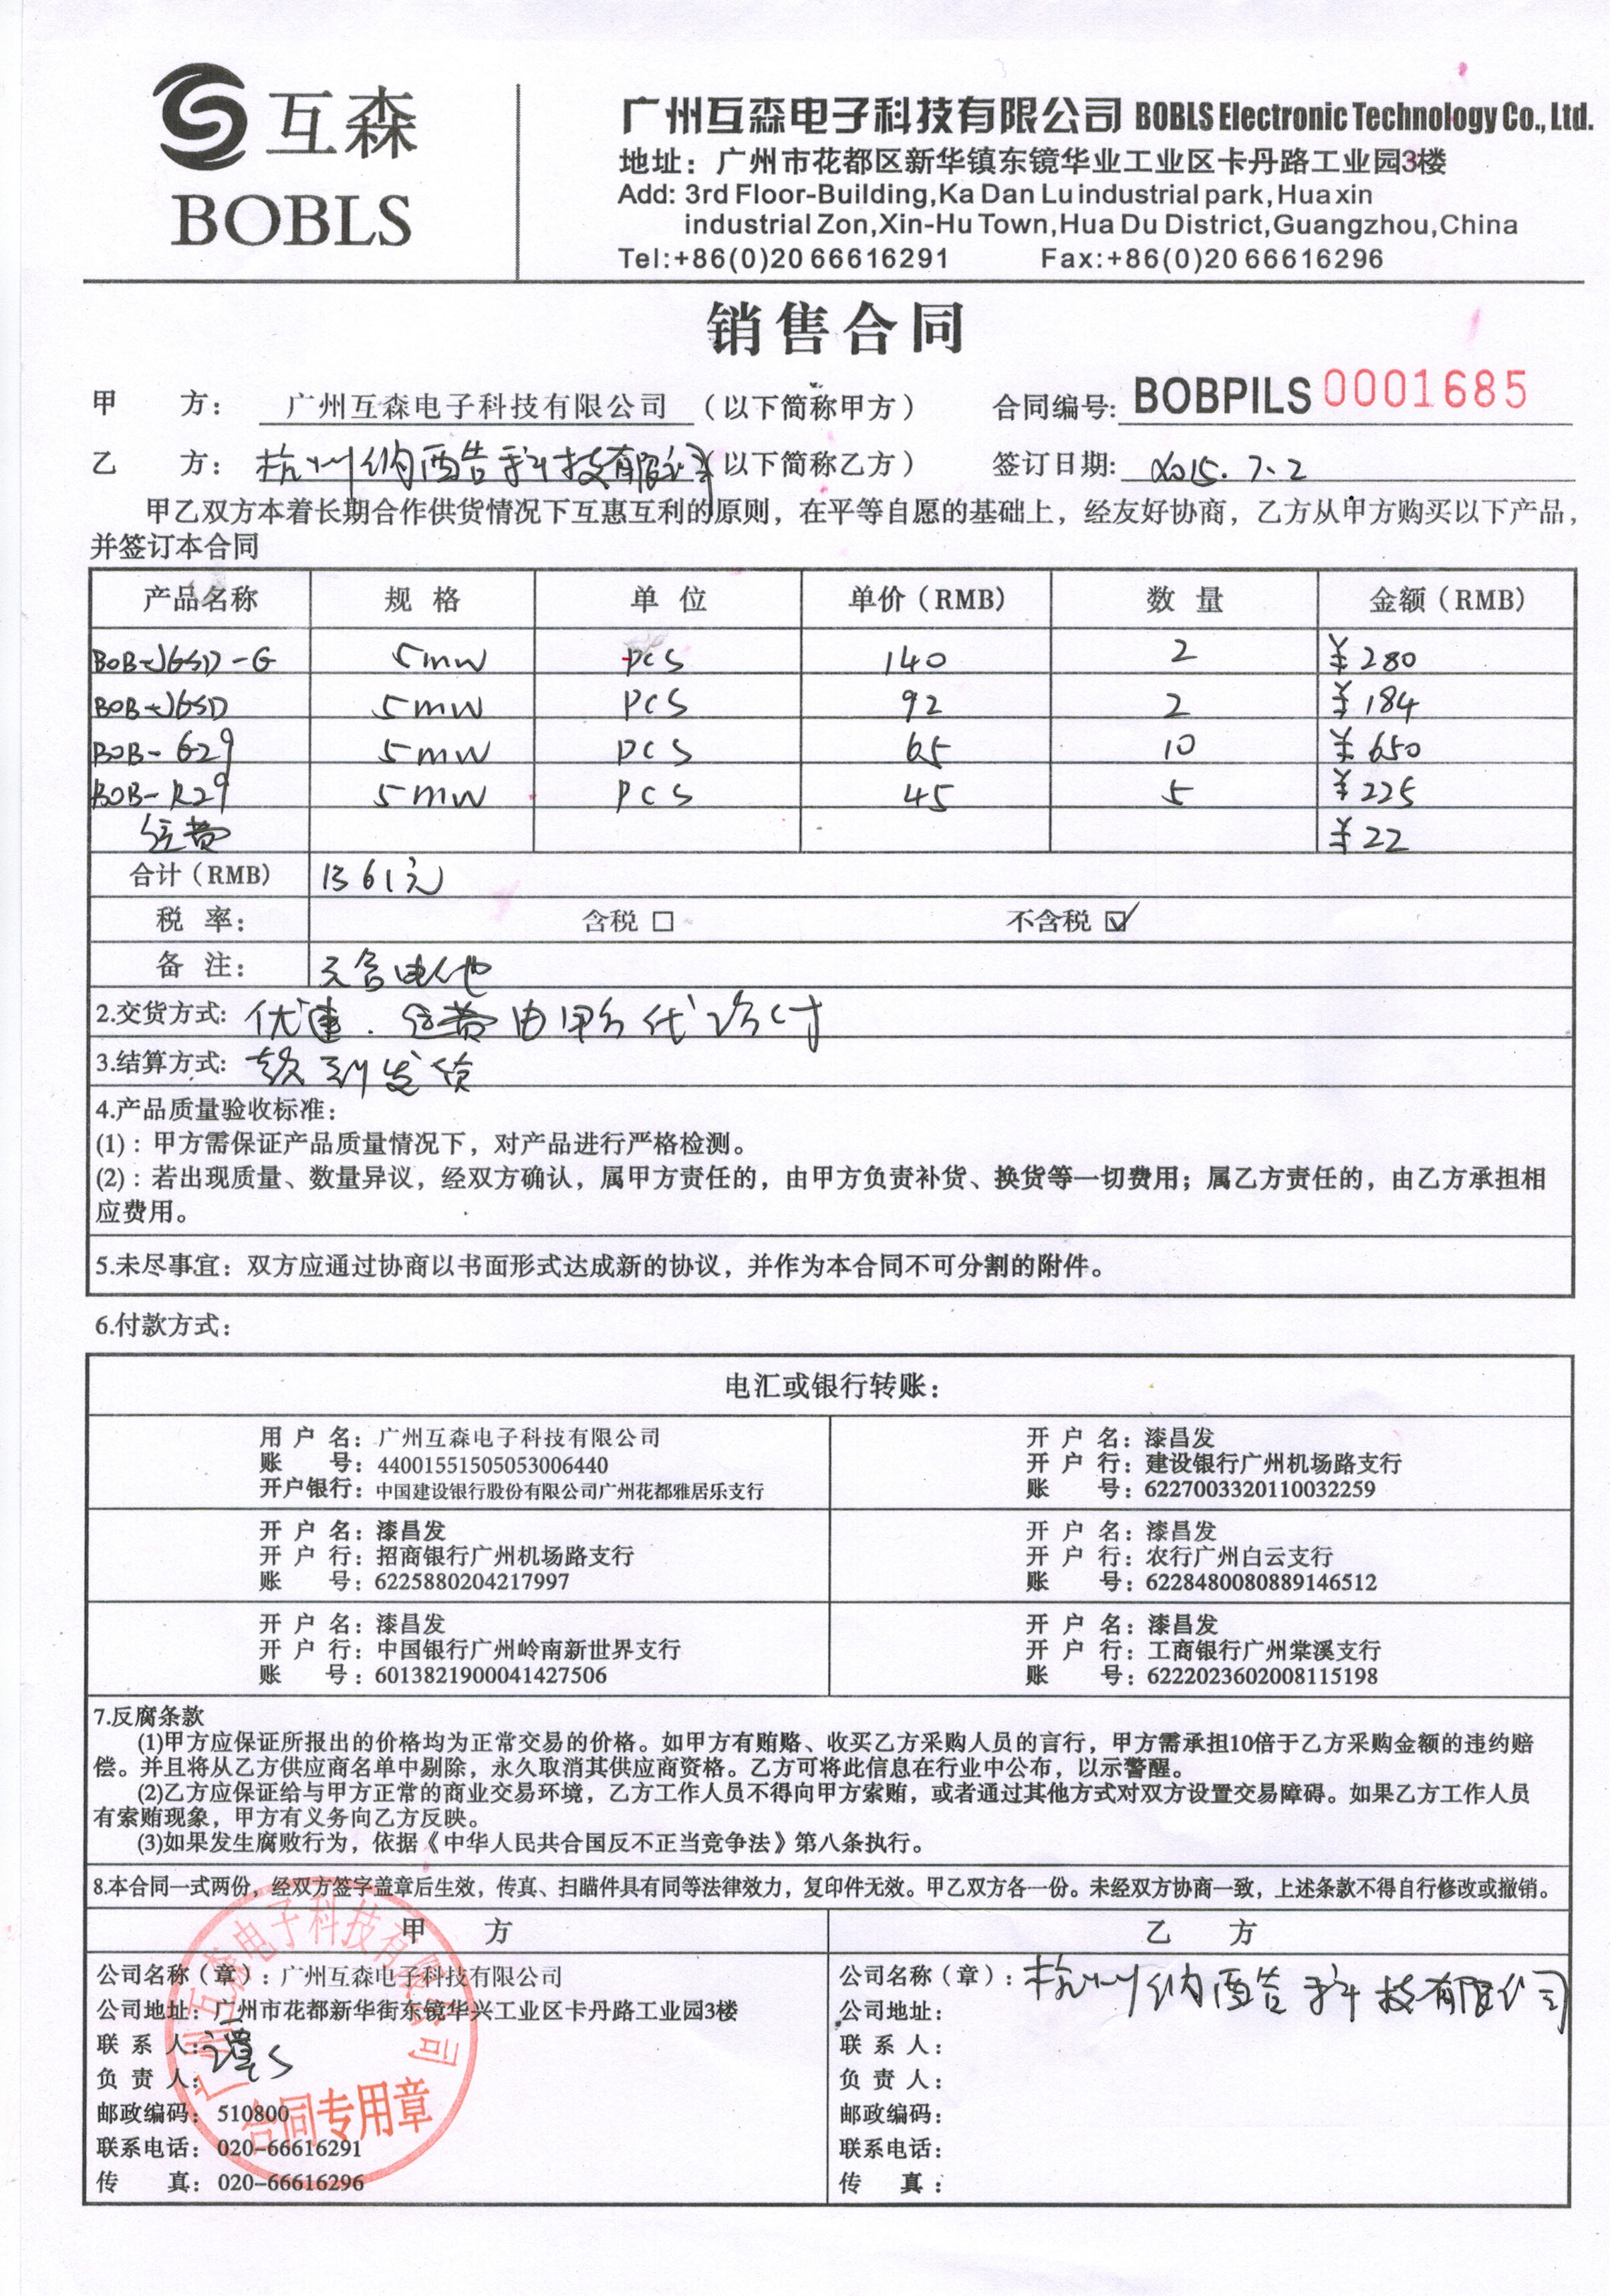 互森
BOBLS
广州互森电子科技有限公司 BOBLS Electronic Technology Co., Ltd.
地址：广州市花都区新华镇东镜华业工业区卡丹路工业园3楼
Add: 3rd Floor-Building,Ka Dan Lu industrial park,Huaxin
industrial Zon,Xin-Hu Town,Hua Du District,Guangzhou,China
Tel:+86(0)20 66616291 Fax:+86(0)20 66616296
销售合同
甲 方： 广州互森电子科技有限公司 （以下简称甲方） 合同编号: BOBPILS 0001685
乙 方： 杭州纳酉告科技有限公司 （以下简称乙方） 签订日期: 2015.7.2
甲乙双方本着长期合作供货情况下互惠互利的原则，在平等自愿的基础上，经友好协商，乙方从甲方购买以下产品，
并签订本合同
产品名称 规 格 单 位 单价（RMB） 数 量 金额（RMB）
BOB-J6SD-G 5mw PCS 140 2 ¥280
BOB-J6SD 5mw PCS 92 2 ¥184
BOB-G29 5mw PCS 65 10 ¥650
BOB-R29 5mw PCS 45 5 ¥225
运费 ¥22
合计（RMB） 1361元
税 率： 含税 □ 不含税 ☑
备 注： 不含电池
2.交货方式: 优速. 运费由甲方代
3.结算方式: 款到发货
4.产品质量验收标准：
(1)：甲方需保证产品质量情况下，对产品进行严格检测。
(2)：若出现质量、数量异议，经双方确认，属甲方责任的，由甲方负责补货、换货等一切费用；属乙方责任的，由乙方承担相
应费用。
5.未尽事宜：双方应通过协商以书面形式达成新的协议，并作为本合同不可分割的附件。
6.付款方式：
电汇或银行转账：
用 户 名：广州互森电子科技有限公司
账 号：44001551505053006440
开户银行：中国建设银行股份有限公司广州花都雅居乐支行
开 户 名：漆昌发
开 户 行：建设银行广州机场路支行
账 号：6227003320110032259
开 户 名：漆昌发
开 户 行：招商银行广州机场路支行
账 号：6225880204217997
开 户 名：漆昌发
开 户 行：农行广州白云支行
账 号：6228480080889146512
开 户 名：漆昌发
开 户 行：中国银行广州岭南新世界支行
账 号：6013821900041427506
开 户 名：漆昌发
开 户 行：工商银行广州棠溪支行
账 号：6222023602008115198
7.反腐条款
(1)甲方应保证所报出的价格均为正常交易的价格。如甲方有贿赂、收买乙方采购人员的言行，甲方需承担10倍于乙方采购金额的违约赔
偿。并且将从乙方供应商名单中剔除，永久取消其供应商资格。乙方可将此信息在行业中公布，以示警醒。
(2)乙方应保证给与甲方正常的商业交易环境，乙方工作人员不得向甲方索贿，或者通过其他方式对双方设置交易障碍。如果乙方工作人员
有索贿现象，甲方有义务向乙方反映。
(3)如果发生腐败行为，依据《中华人民共合国反不正当竞争法》第八条执行。
8.本合同一式两份，经双方签字盖章后生效，传真、扫瞄件具有同等法律效力，复印件无效。甲乙双方各一份。未经双方协商一致，上述条款不得自行修改或撤销。
甲 方 乙 方
公司名称（章）：广州互森电子科技有限公司
公司地址：广州市花都新华街东镜华兴工业区卡丹路工业园3楼
联 系 人：
负 责 人：
邮政编码：510800
联系电话：020-66616291
传 真：020-66616296
广州互森电子科技有限公司
合同专用章
公司名称（章）：杭州纳酉告科技有限公司
公司地址：
联 系 人：
负 责 人：
邮政编码：
联系电话：
传 真：